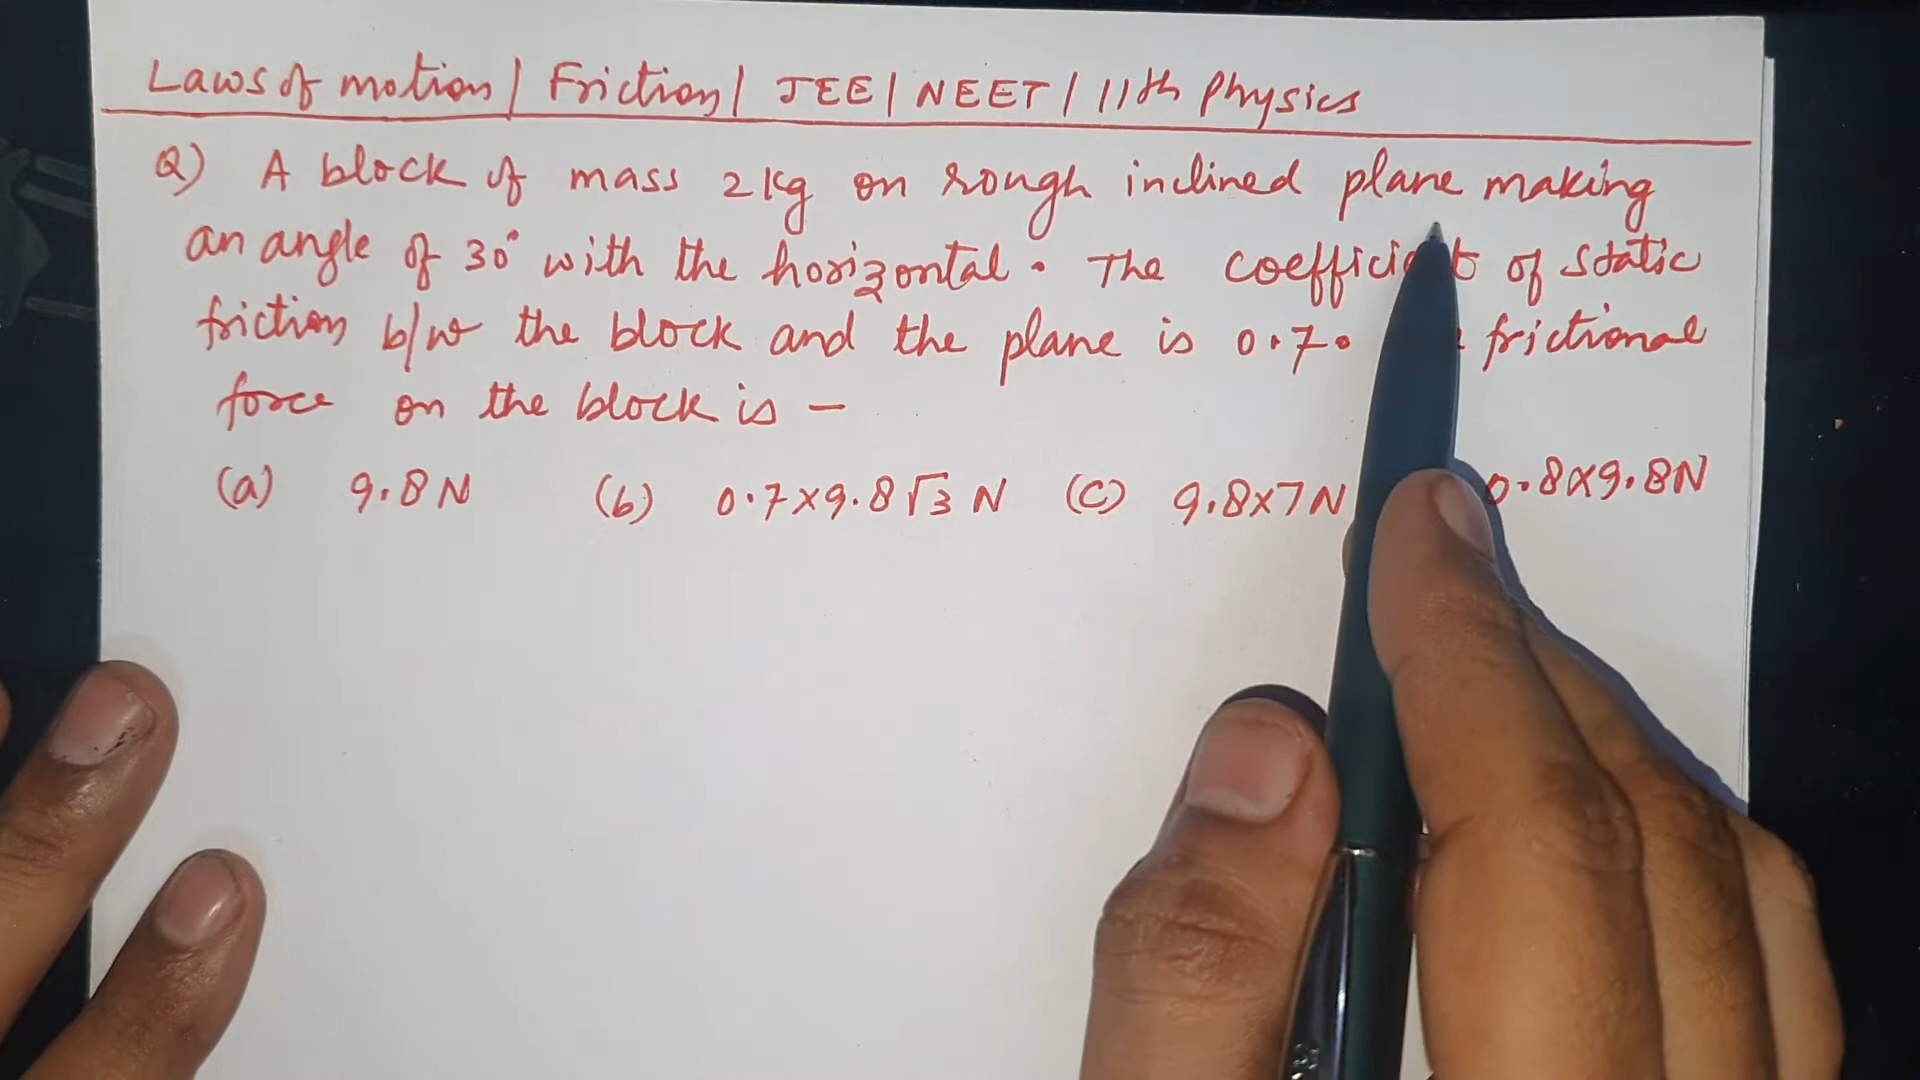 Laws of motion | Friction | JEE | NEET | 11th Physics
Q) A block of mass 2kg on rough inclined plane making
an angle of 30° with the horizontal. The coefficient of static
friction b/w the block and the plane is 0.7. frictional
force on the block is –
(a) 9.8 N (b) 0.7×9.8√3 N (c) 9.8×7N 0.8×9.8N